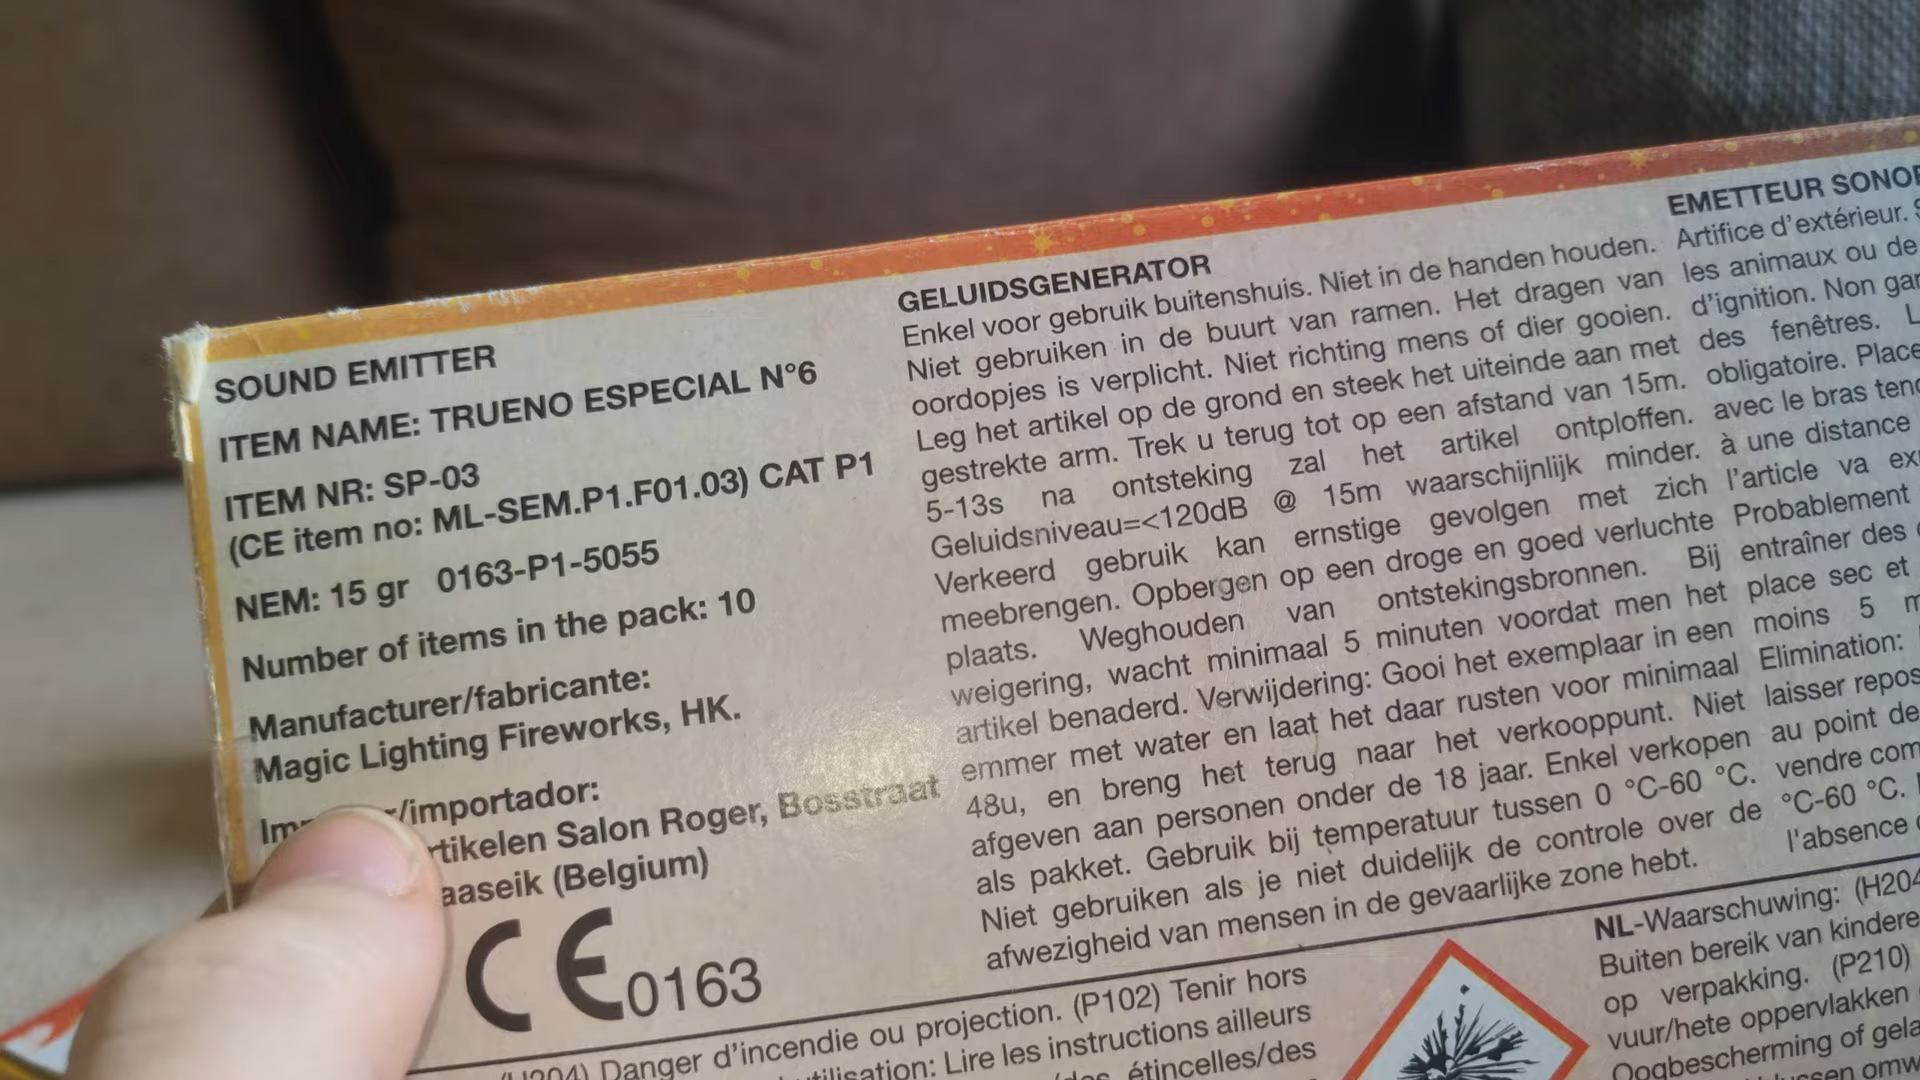 SOUND EMITTER
ITEM NAME: TRUENO ESPECIAL N°6
ITEM NR: SP-03
(CE item no: ML-SEM.P1.F01.03) CAT P1
NEM: 15 gr 0163-P1-5055
Number of items in the pack: 10
Manufacturer/fabricante:
Magic Lighting Fireworks, HK.
/importador:
Salon Roger, Bosstraat
(Belgium)
CE 0163
GELUIDSGENERATOR
Enkel voor gebruik buitenshuis. Niet in de handen houden.
Niet gebruiken in de buurt van ramen. Het dragen van
oordopjes is verplicht. Niet richting mens of dier gooien.
Leg het artikel op de grond en steek het uiteinde aan met
gestrekte arm. Trek u terug tot op een afstand van 15m.
5-13s na ontsteking zal het artikel ontploffen.
Geluidsniveau=<120dB @ 15m waarschijnlijk minder.
Verkeerd gebruik kan ernstige gevolgen met zich
meebrengen. Opbergen op een droge en goed verluchte
plaats. Weghouden van ontstekingsbronnen. Bij
weigering, wacht minimaal 5 minuten voordat men het
artikel benaderd. Verwijdering: Gooi het exemplaar in een
emmer met water en laat het daar rusten voor minimaal
48u, en breng het terug naar het verkooppunt. Niet
afgeven aan personen onder de 18 jaar. Enkel verkopen
als pakket. Gebruik bij temperatuur tussen 0 °C-60 °C.
Niet gebruiken als je niet duidelijk de controle over de
afwezigheid van mensen in de gevaarlijke zone hebt.
EMETTEUR
Artifice d'extérieur.
les animaux ou de
d'ignition. Non
des fenêtres.
obligatoire.
avec le bras
à une distance
l'article va
Probablement
entraîner des
place sec et
moins 5
Elimination:
laisser
au point de
vendre
°C-60 °C.
l'absence
(H204) Danger d'incendie ou projection. (P102) Tenir hors
Lire les instructions ailleurs
étincelles/des
NL-Waarschuwing: (H204
Buiten bereik van
op verpakking. (P210)
vuur/hete oppervlakken
Oogbescherming of